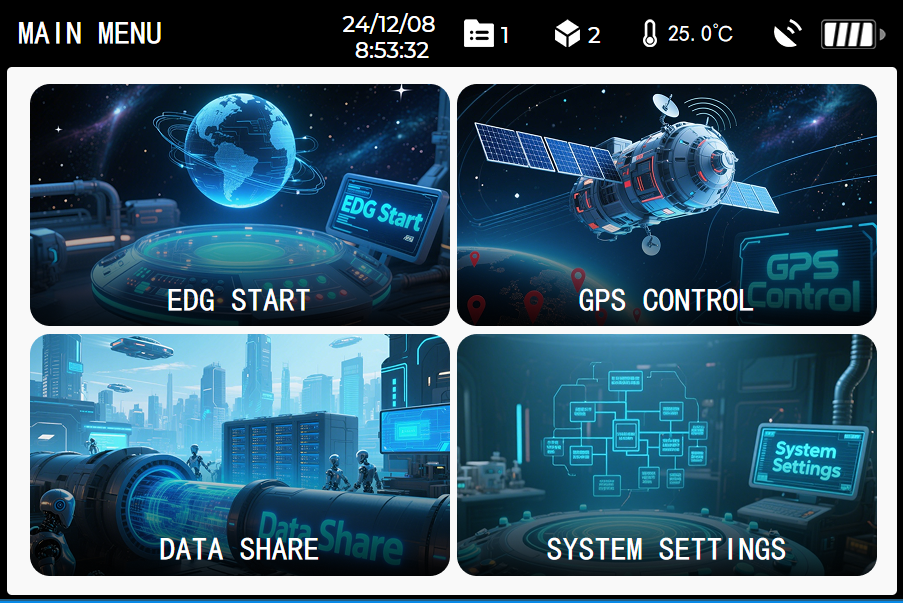 MAIN MENU
24/12/08
8:53:32
1
2
25.0℃
EDG Start
EDG START
GPS
Control
GPS CONTROL
Data Share
DATA SHARE
System
Settings
SYSTEM SETTINGS